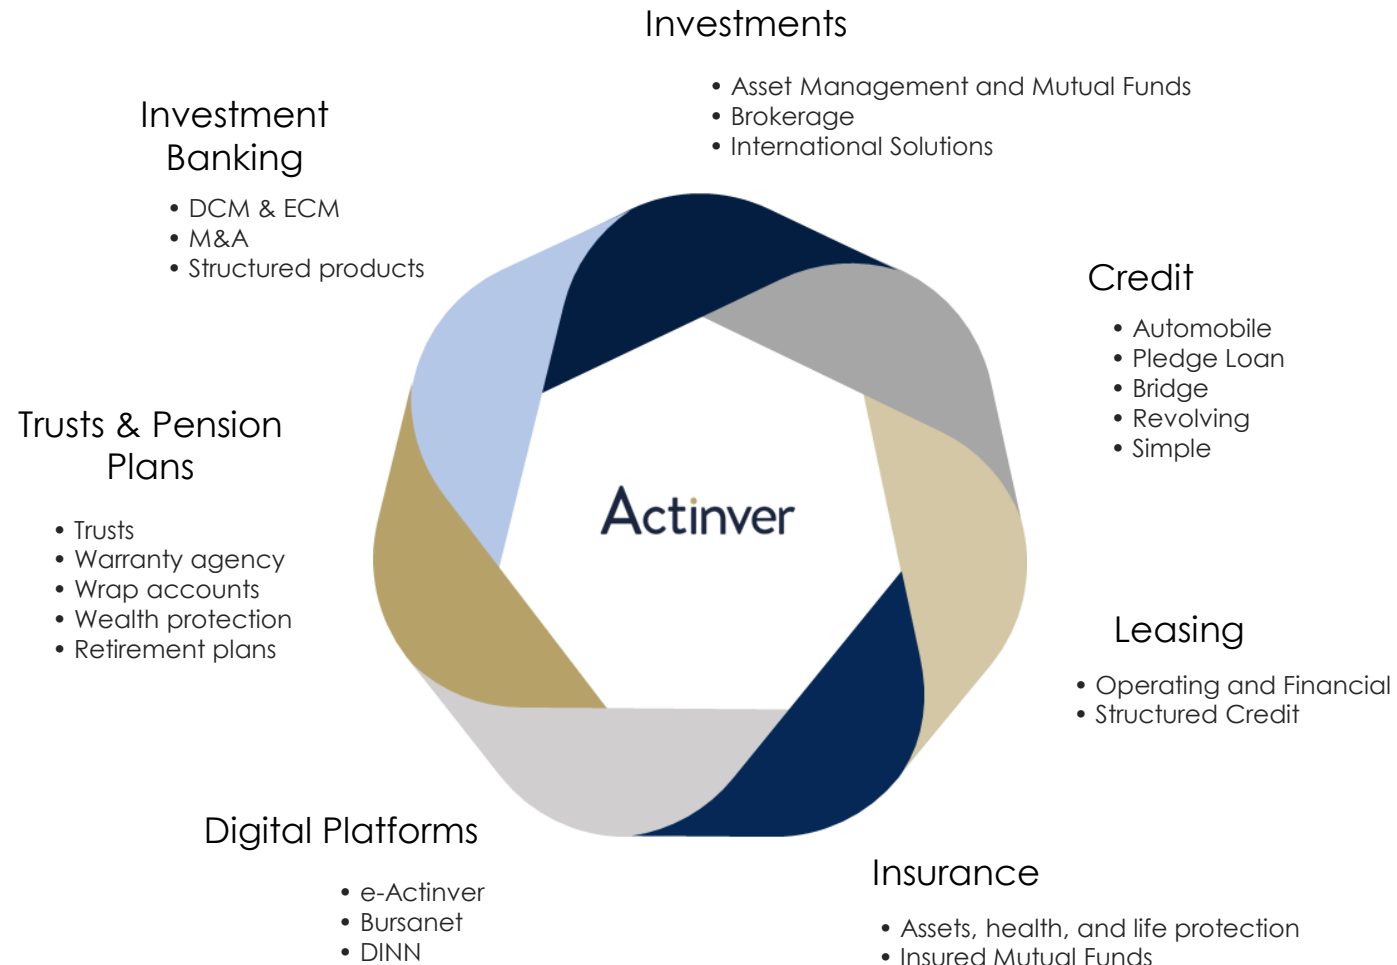 Investments
• Asset Management and Mutual Funds
• Brokerage
• International Solutions
Investment
Banking
• DCM & ECM
• M&A
• Structured products
Credit
• Automobile
• Pledge Loan
• Bridge
• Revolving
• Simple
Trusts & Pension
Plans
• Trusts
• Warranty agency
• Wrap accounts
• Wealth protection
• Retirement plans
Actinver
Leasing
• Operating and Financial
• Structured Credit
Digital Platforms
• e-Actinver
• Bursanet
• DINN
Insurance
• Assets, health, and life protection
• Insured Mutual Funds